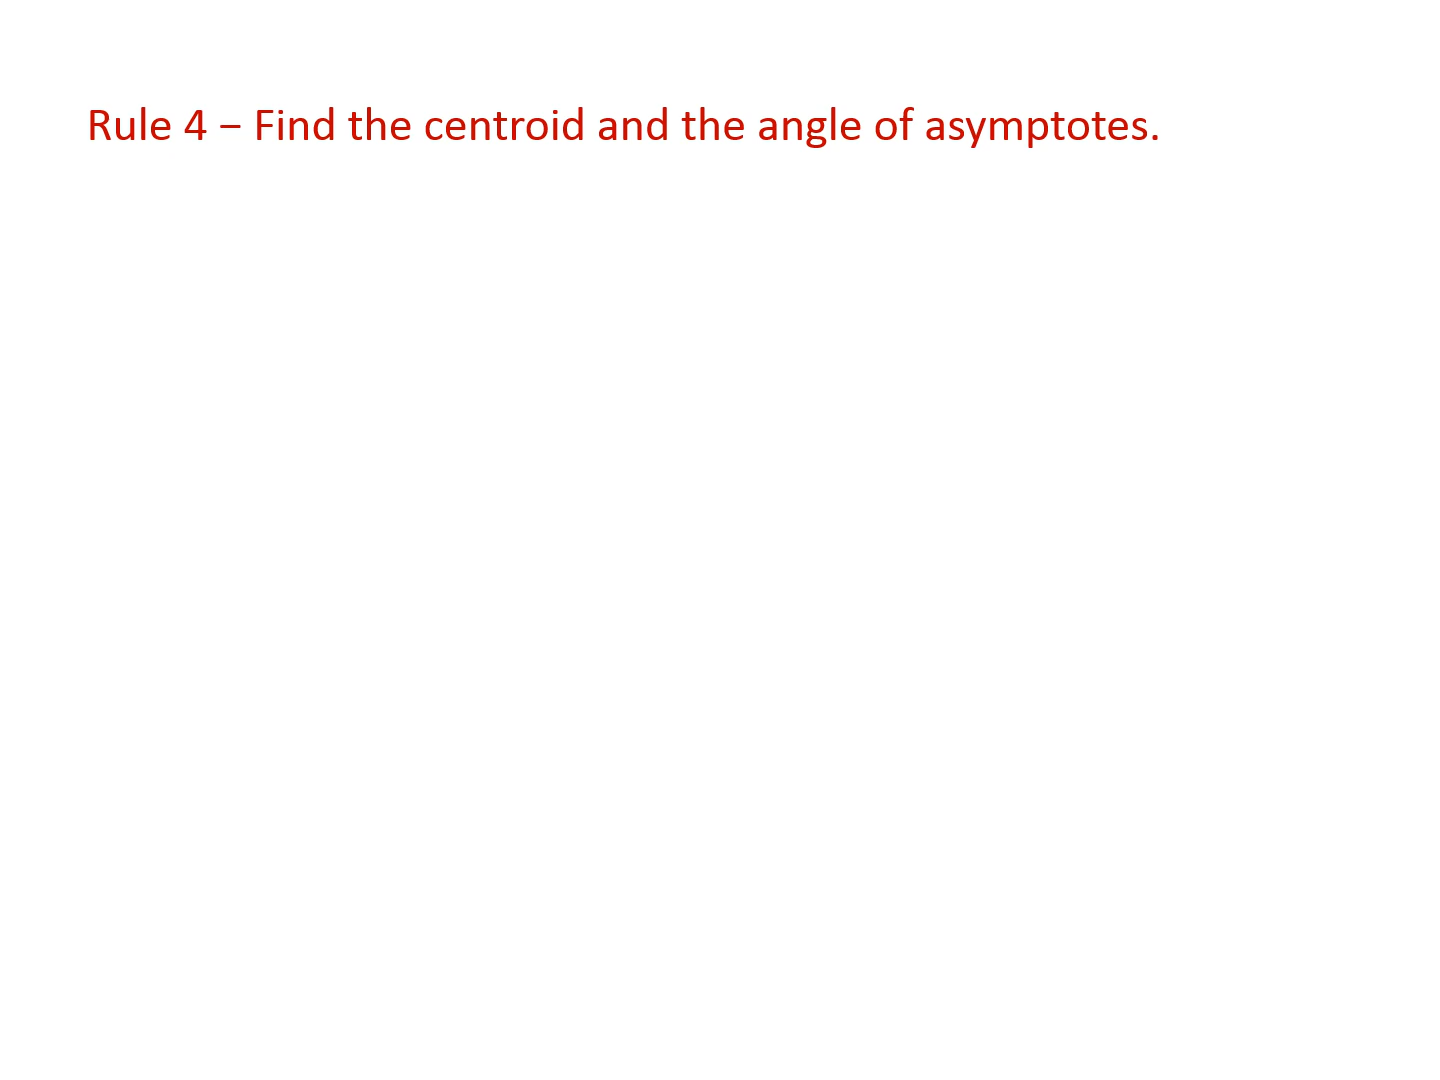 Rule 4 − Find the centroid and the angle of asymptotes.